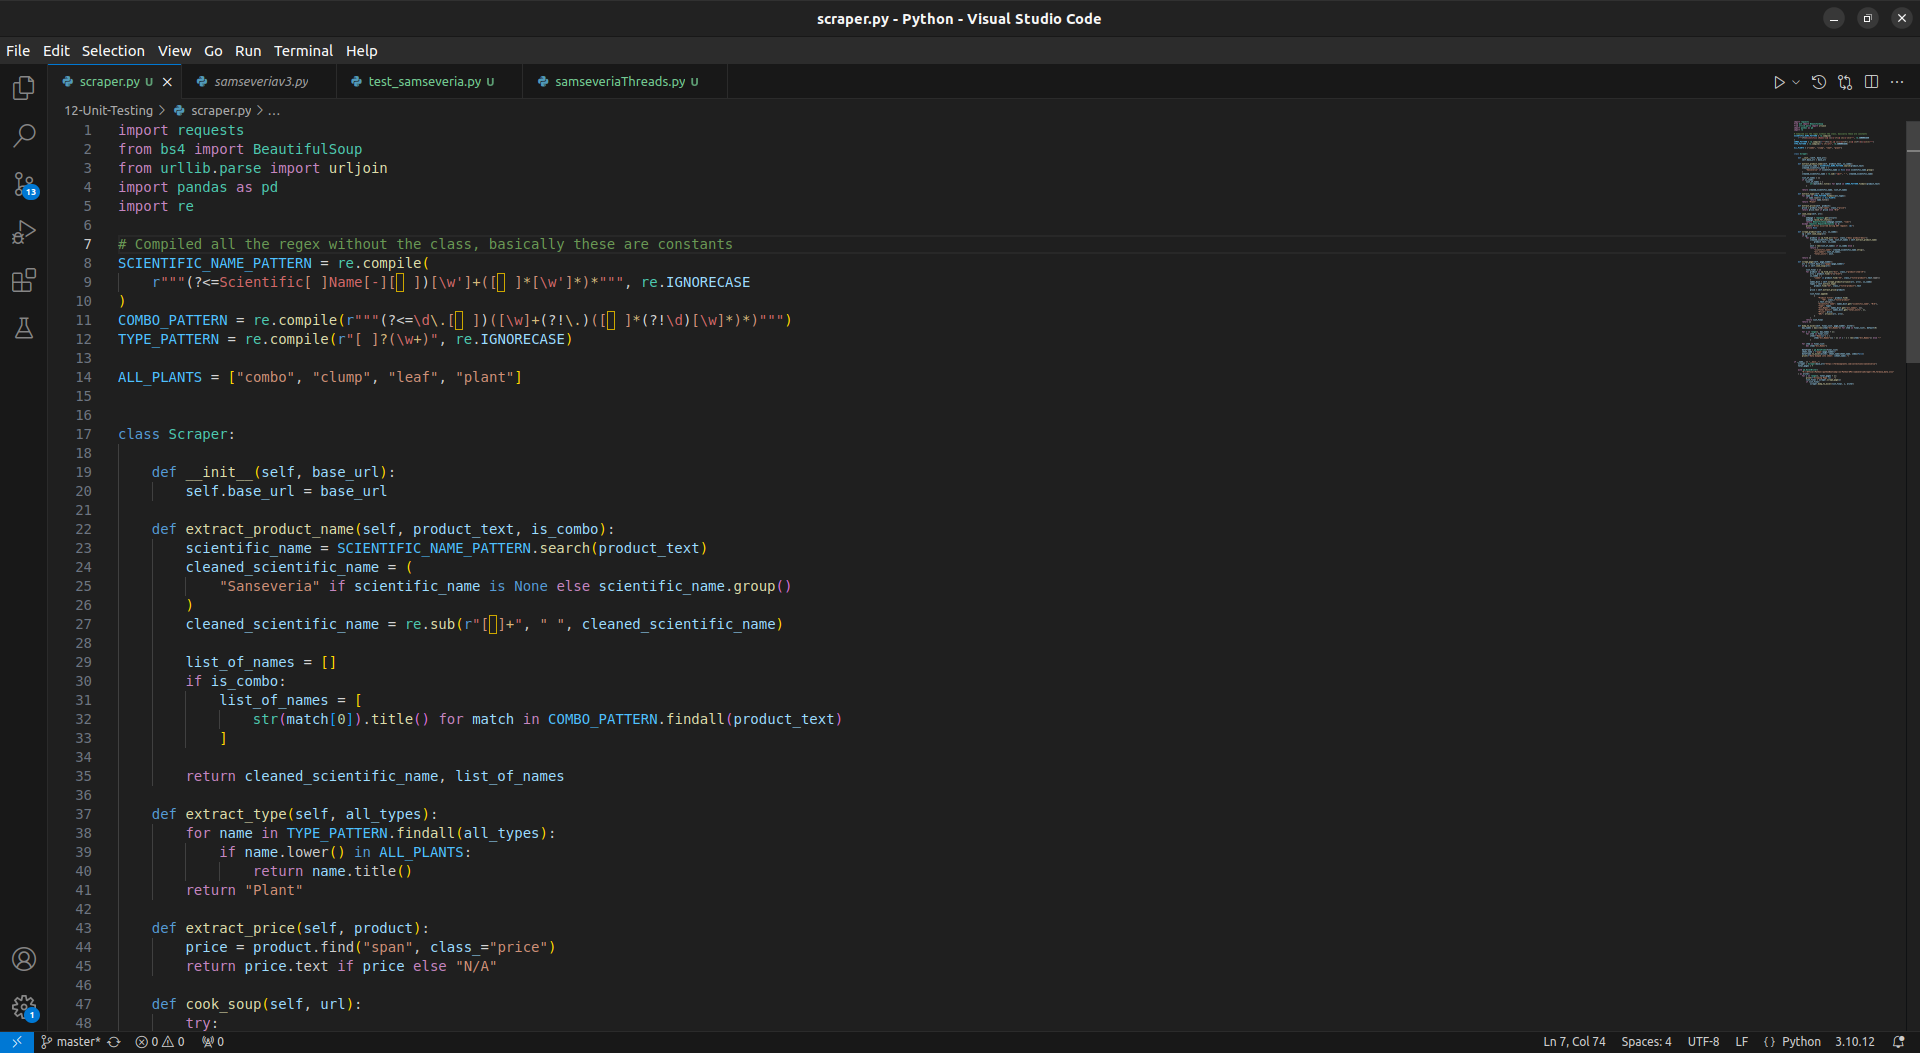 scraper.py - Python - Visual Studio Code
File Edit Selection View Go Run Terminal Help
scraper.py U samseveriav3.py test_samseveria.py U samseveriaThreads.py U
12-Unit-Testing > scraper.py > ...
1 import requests
2 from bs4 import BeautifulSoup
3 from urllib.parse import urljoin
4 import pandas as pd
5 import re
6
7 # Compiled all the regex without the class, basically these are constants
8 SCIENTIFIC_NAME_PATTERN = re.compile(
9     r"""(?<=Scientific[ ]Name[-][  ])[\w']+([  ]*[\w']*)*""", re.IGNORECASE
10 )
11 COMBO_PATTERN = re.compile(r"""(?<=\d\.[  ])([\w]+(?!\.)([  ]*(?!\d)[\w]*)*)""")
12 TYPE_PATTERN = re.compile(r"[ ]?(\w+)", re.IGNORECASE)
13
14 ALL_PLANTS = ["combo", "clump", "leaf", "plant"]
15
16
17 class Scraper:
18
19     def __init__(self, base_url):
20         self.base_url = base_url
21
22     def extract_product_name(self, product_text, is_combo):
23         scientific_name = SCIENTIFIC_NAME_PATTERN.search(product_text)
24         cleaned_scientific_name = (
25             "Sanseveria" if scientific_name is None else scientific_name.group()
26         )
27         cleaned_scientific_name = re.sub(r"[ ]+", " ", cleaned_scientific_name)
28
29         list_of_names = []
30         if is_combo:
31             list_of_names = [
32                 str(match[0]).title() for match in COMBO_PATTERN.findall(product_text)
33             ]
34
35         return cleaned_scientific_name, list_of_names
36
37     def extract_type(self, all_types):
38         for name in TYPE_PATTERN.findall(all_types):
39             if name.lower() in ALL_PLANTS:
40                 return name.title()
41         return "Plant"
42
43     def extract_price(self, product):
44         price = product.find("span", class_="price")
45         return price.text if price else "N/A"
46
47     def cook_soup(self, url):
48         try:
13
1
master* 0 0 0 Ln 7, Col 74 Spaces: 4 UTF-8 LF {} Python 3.10.12